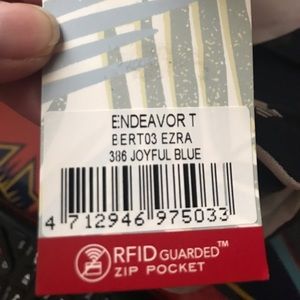 ENDEAVOR T
BERT03 EZRA
386 JOYFUL BLUE
4 712946 975033
RFID GUARDED™
ZIP POCKET